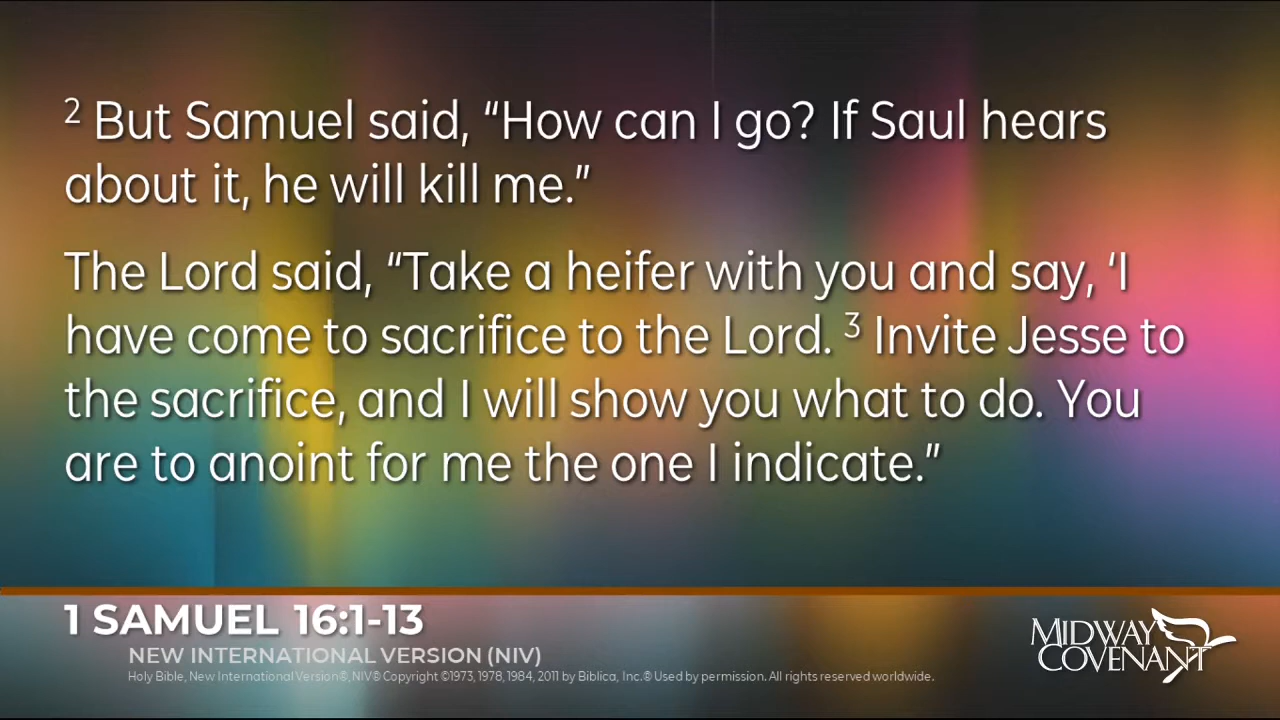 ² But Samuel said, “How can I go? If Saul hears
about it, he will kill me.”
The Lord said, “Take a heifer with you and say, ‘I
have come to sacrifice to the Lord. ³ Invite Jesse to
the sacrifice, and I will show you what to do. You
are to anoint for me the one I indicate.”
1 SAMUEL 16:1-13
NEW INTERNATIONAL VERSION (NIV)
Holy Bible, New International Version®, NIV® Copyright ©1973, 1978, 1984, 2011 by Biblica, Inc.® Used by permission. All rights reserved worldwide.
MIDWAY
COVENANT